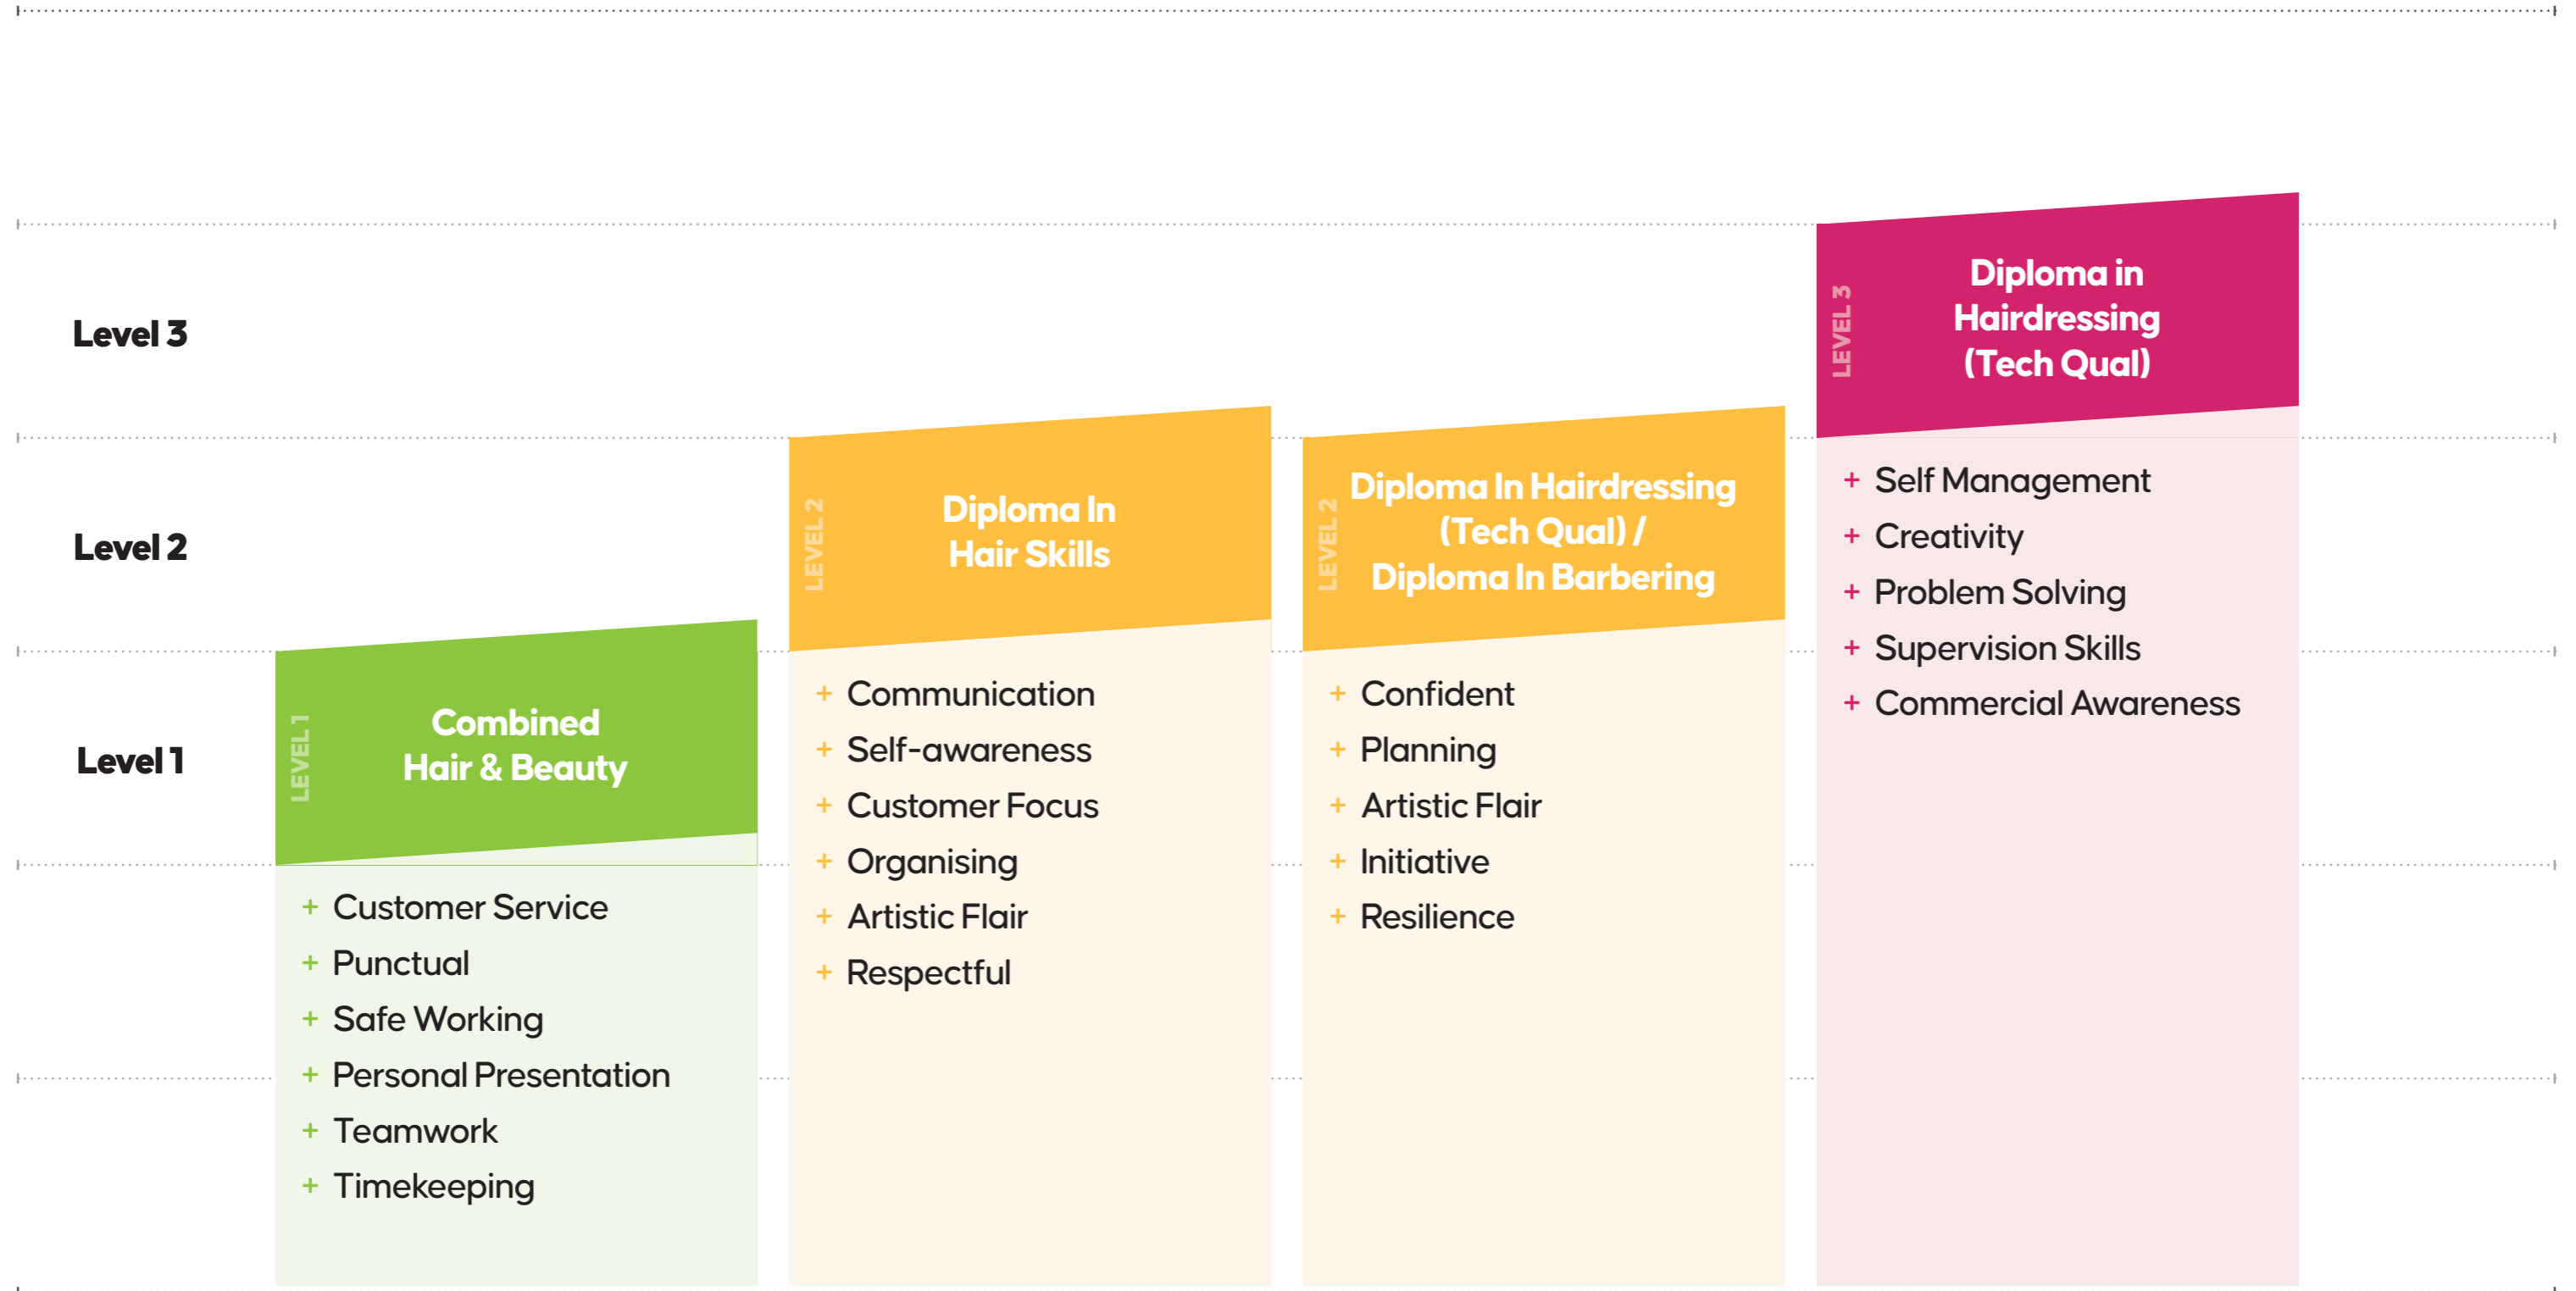 Level 3
Level 2
Level 1
LEVEL 1
Combined
Hair & Beauty
+ Customer Service
+ Punctual
+ Safe Working
+ Personal Presentation
+ Teamwork
+ Timekeeping
LEVEL 2
Diploma In
Hair Skills
+ Communication
+ Self-awareness
+ Customer Focus
+ Organising
+ Artistic Flair
+ Respectful
LEVEL 2
Diploma In Hairdressing
(Tech Qual) /
Diploma In Barbering
+ Confident
+ Planning
+ Artistic Flair
+ Initiative
+ Resilience
LEVEL 3
Diploma in
Hairdressing
(Tech Qual)
+ Self Management
+ Creativity
+ Problem Solving
+ Supervision Skills
+ Commercial Awareness